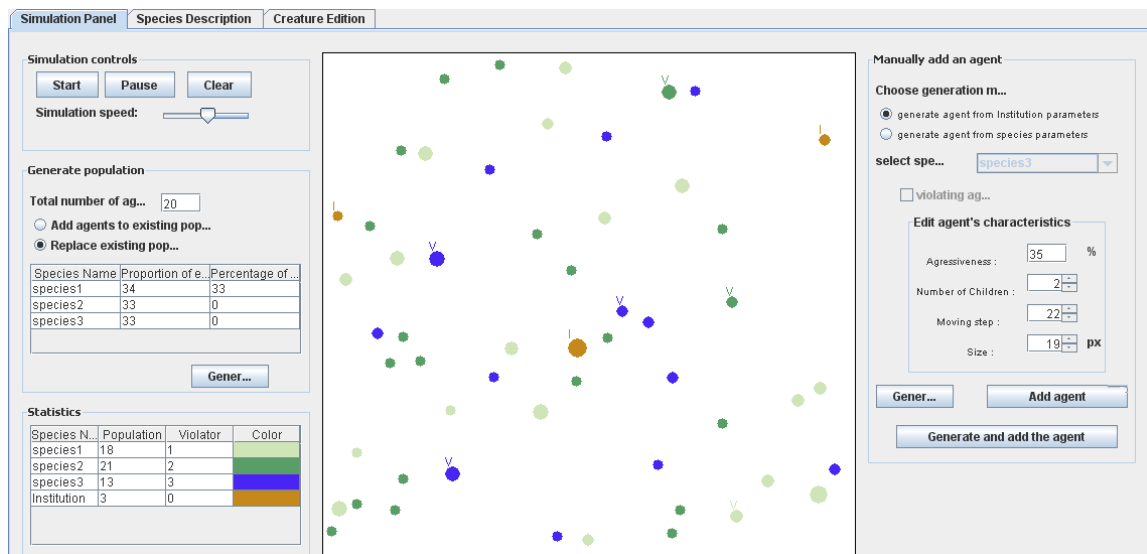 Simulation Panel Species Description Creature Edition
Simulation controls
Start Pause Clear
Simulation speed:
Generate population
Total number of ag... 20
Add agents to existing pop...
Replace existing pop...
Species Name Proportion of e... Percentage of ...
species1 34 33
species2 33 0
species3 33 0
Gener...
Statistics
Species N... Population Violator Color
species1 18 1
species2 21 2
species3 13 3
Institution 3 0
V
I
I
V
V
V
I
V
V
Manually add an agent
Choose generation m...
generate agent from Institution parameters
generate agent from species parameters
select spe... species3
violating ag...
Edit agent's characteristics
Agressiveness : 35 %
Number of Children : 2
Moving step : 22
Size : 19 px
Gener... Add agent
Generate and add the agent